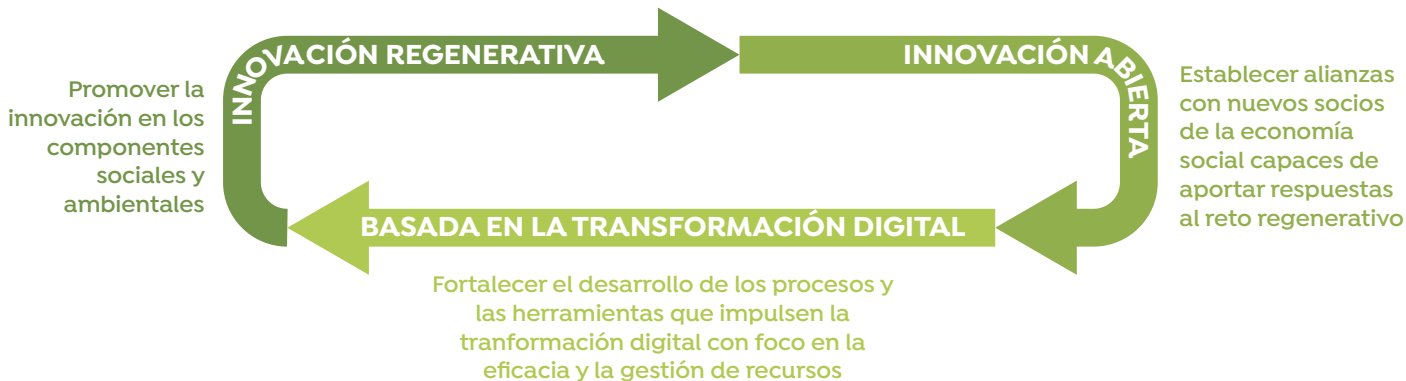 INNOVACIÓN REGENERATIVA
Promover la
innovación en los
componentes
sociales y
ambientales
INNOVACIÓN ABIERTA
Establecer alianzas
con nuevos socios
de la economía
social capaces de
aportar respuestas
al reto regenerativo
BASADA EN LA TRANSFORMACIÓN DIGITAL
Fortalecer el desarrollo de los procesos y
las herramientas que impulsen la
tranformación digital con foco en la
eficacia y la gestión de recursos